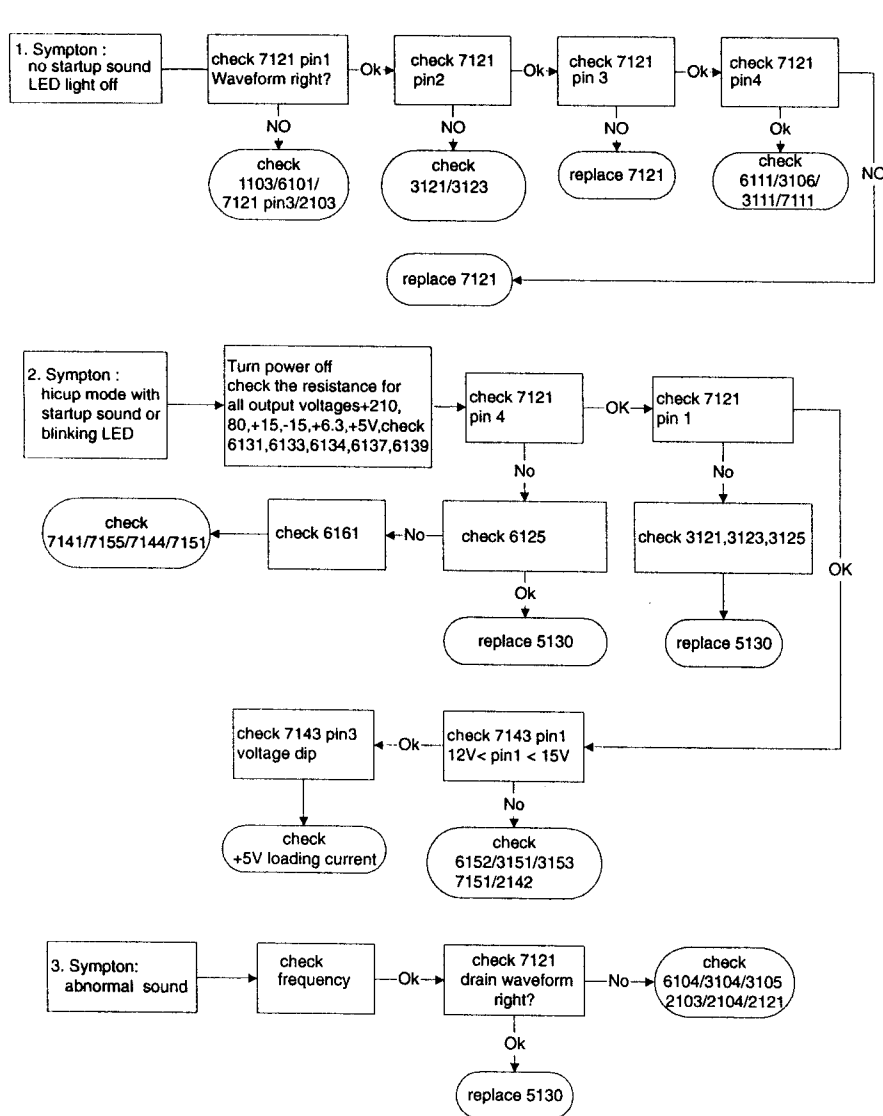 1. Sympton :
no startup sound
LED light off
check 7121 pin1
Waveform right?
Ok
check 7121
pin2
Ok
check 7121
pin 3
Ok
check 7121
pin4
NO
check
1103/6101/
7121 pin3/2103
NO
check
3121/3123
NO
replace 7121
Ok
check
6111/3106/
3111/7111
NO
replace 7121
2. Sympton :
hicup mode with
startup sound or
blinking LED
Turn power off
check the resistance for
all output voltages+210,
80,+15,-15,+6.3,+5V,check
6131,6133,6134,6137,6139
check 7121
pin 4
OK
check 7121
pin 1
No
No
OK
check
7141/7155/7144/7151
check 6161
No
check 6125
check 3121,3123,3125
Ok
replace 5130
replace 5130
check 7143 pin3
voltage dip
Ok
check 7143 pin1
12V< pin1 < 15V
No
check
+5V loading current
check
6152/3151/3153
7151/2142
3. Sympton:
abnormal sound
check
frequency
Ok
check 7121
drain waveform
right?
No
check
6104/3104/3105
2103/2104/2121
Ok
replace 5130